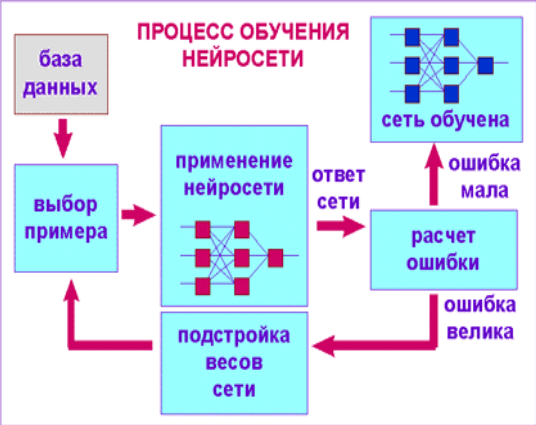 ПРОЦЕСС ОБУЧЕНИЯ
НЕЙРОСЕТИ
база
данных
сеть обучена
выбор
примера
применение
нейросети
ответ
сети
ошибка
мала
расчет
ошибки
ошибка
велика
подстройка
весов
сети